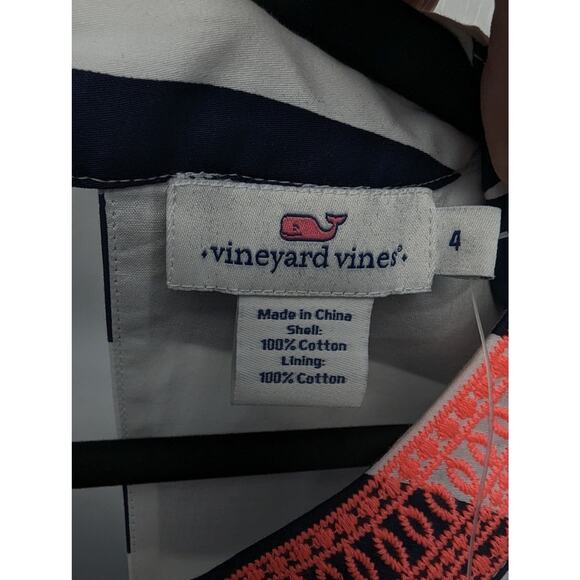 vineyard vines®
4
Made in China
Shell:
100% Cotton
Lining:
100% Cotton